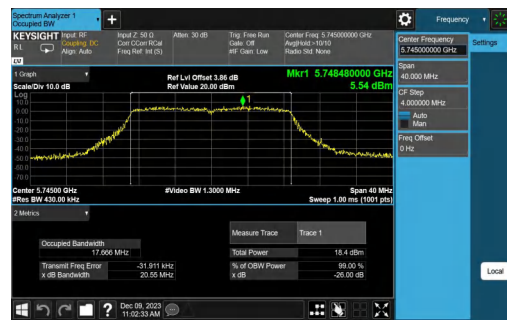 Spectrum Analyzer 1
Occupied BW
+
Frequency
KEYSIGHT
Input: RF
Coupling: DC
Align: Auto
RL
LV
Input Z: 50 Ω
Corr CCorr RCal
Freq Ref: Int (S)
Atten: 30 dB
Trig: Free Run
Gate: Off
#IF Gain: Low
Center Freq: 5.745000000 GHz
Avg|Hold:>10/10
Radio Std: None
Center Frequency
5.745000000 GHz
Settings
Span
40.000 MHz
CF Step
4.000000 MHz
Auto
Man
Freq Offset
0 Hz
Local
1 Graph
Scale/Div 10.0 dB
Ref Lvl Offset 3.86 dB
Ref Value 20.00 dBm
Mkr1 5.748480000 GHz
5.54 dBm
Log
10.0
0.00
-10.0
-20.0
-30.0
-40.0
-50.0
-60.0
-70.0
1
Center 5.74500 GHz
#Res BW 430.00 kHz
#Video BW 1.3000 MHz
Span 40 MHz
Sweep 1.00 ms (1001 pts)
2 Metrics
Measure Trace
Trace 1
Occupied Bandwidth
17.666 MHz
Total Power
18.4 dBm
Transmit Freq Error
-31.911 kHz
% of OBW Power
99.00 %
x dB Bandwidth
20.55 MHz
x dB
-26.00 dB
?
Dec 09, 2023
11:02:33 AM